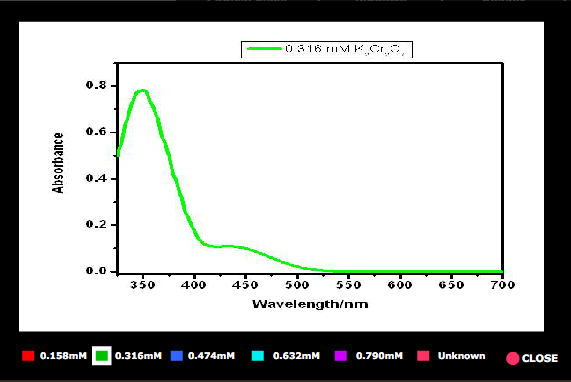 0.316 mM K₂Cr₂O₇
Absorbance
0.8
0.6
0.4
0.2
0.0
350 400 450 500 550 600 650 700
Wavelength/nm
0.158mM 0.316mM 0.474mM 0.632mM 0.790mM Unknown CLOSE